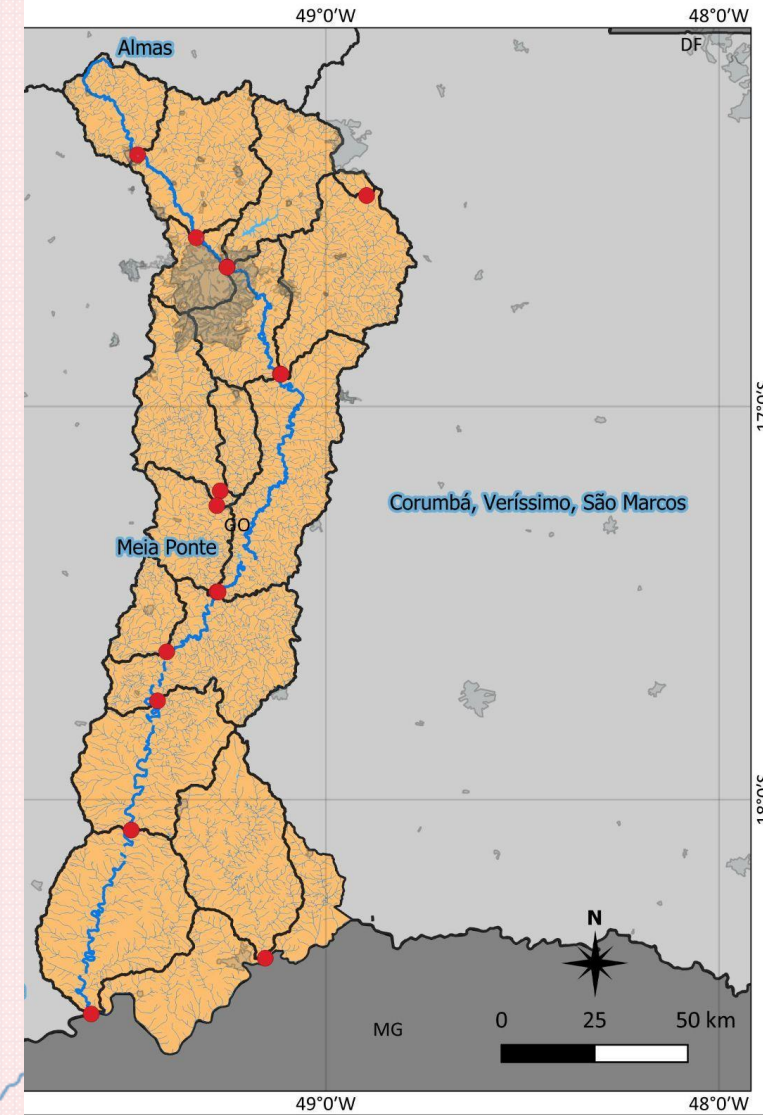 49°0'W 48°0'W
Almas
DF
17°0'S
Corumbá, Veríssimo, São Marcos
GO
Meia Ponte
18°0'S
N
0 25 50 km
MG
49°0'W 48°0'W